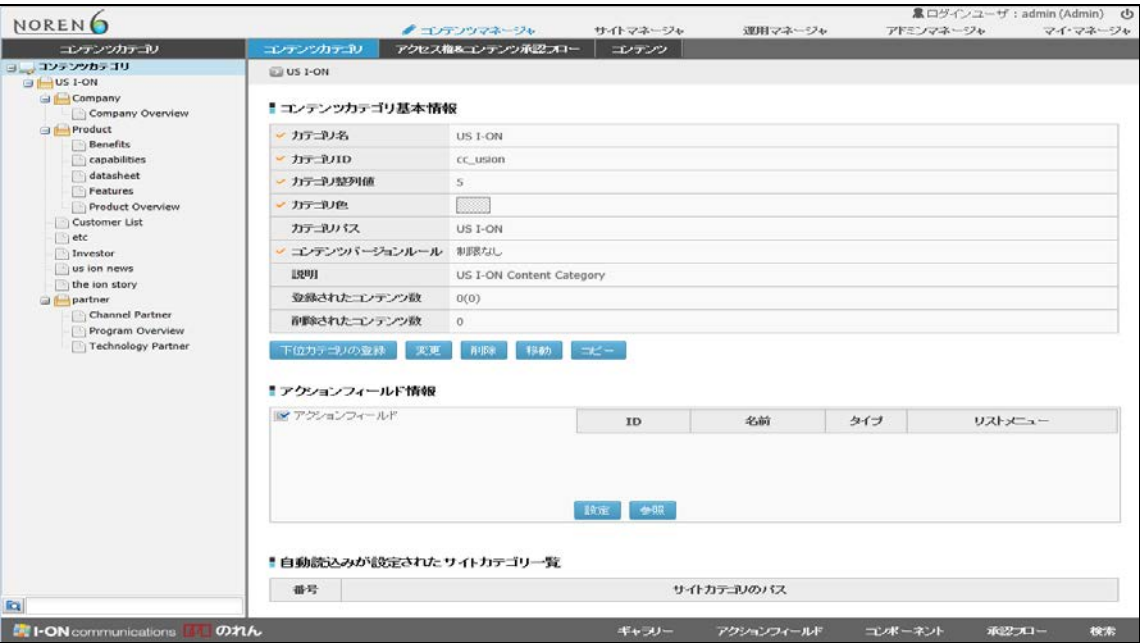 NOREN 6
ログインユーザ : admin (Admin)
コンテンツマネージャ サイトマネージャ 運用マネージャ アドミンマネージャ マイ・マネージャ
コンテンツカテゴリ コンテンツカテゴリ アクセス権&コンテンツ承認フロー コンテンツ
コンテンツカテゴリ
US I-ON
Company
Company Overview
Product
Benefits
capabilities
datasheet
Features
Product Overview
Customer List
etc
Investor
us ion news
the ion story
partner
Channel Partner
Program Overview
Technology Partner
US I-ON
コンテンツカテゴリ基本情報
カテゴリ名 US I-ON
カテゴリID cc_usion
カテゴリ整列値 5
カテゴリ色
カテゴリパス US I-ON
コンテンツバージョンルール 制限なし
説明 US I-ON Content Category
登録されたコンテンツ数 0(0)
削除されたコンテンツ数 0
下位カテゴリの登録 変更 削除 移動 コピー
アクションフィールド情報
アクションフィールド
ID 名前 タイプ リストメニュー
設定 参照
自動読込みが設定されたサイトカテゴリ一覧
番号 サイトカテゴリのパス
I-ON communications のれん
ギャラリー アクションフィールド コンポーネント 承認フロー 検索